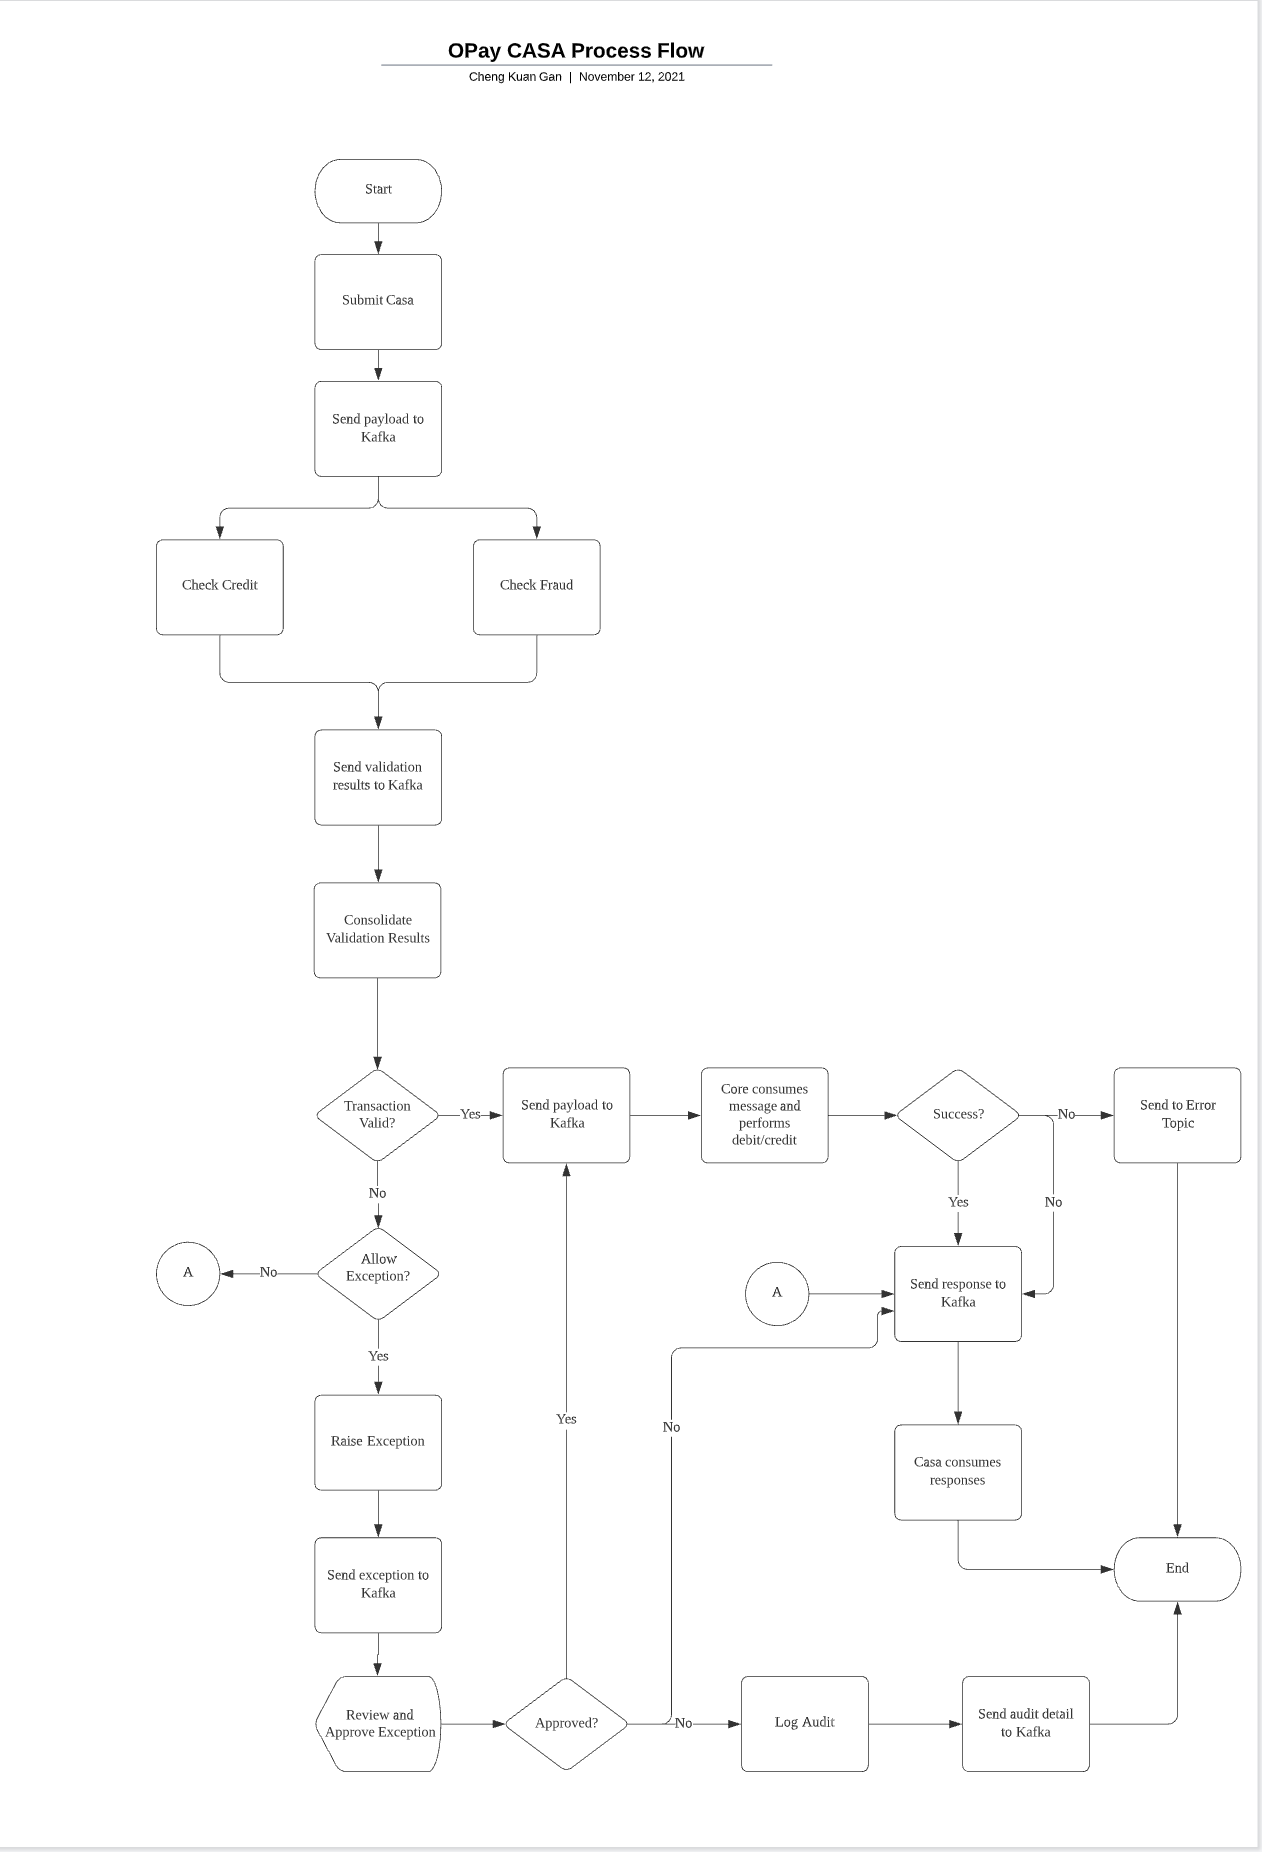 OPay CASA Process Flow
Cheng Kuan Gan | November 12, 2021
Start
Submit Casa
Send payload to
Kafka
Check Credit
Check Fraud
Send validation
results to Kafka
Consolidate
Validation Results
Transaction
Valid?
Yes
Send payload to
Kafka
Core consumes
message and
performs
debit/credit
Success?
No
Send to Error
Topic
No
Yes
No
Allow
Exception?
No
A
A
Send response to
Kafka
Yes
Raise Exception
Yes
No
Casa consumes
responses
Send exception to
Kafka
End
Review and
Approve Exception
Approved?
No
Log Audit
Send audit detail
to Kafka